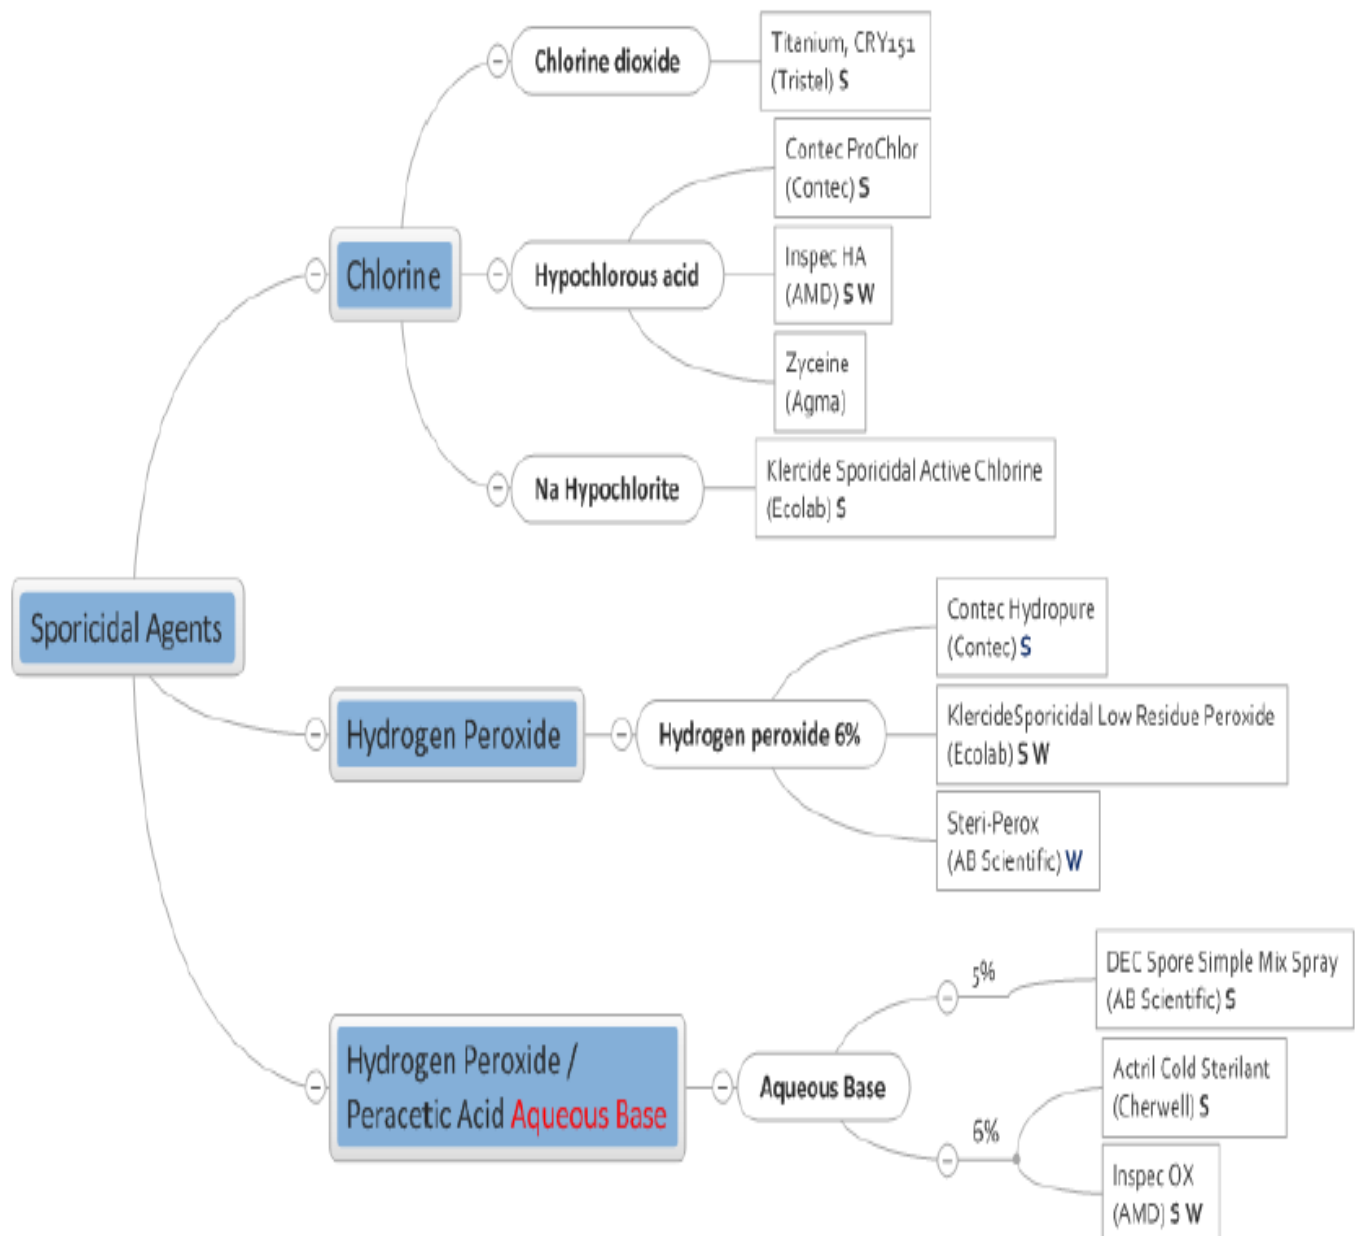 Sporicidal Agents
Chlorine
Chlorine dioxide
Titanium, CRY151
(Tristel) S
Hypochlorous acid
Contec ProChlor
(Contec) S
Inspec HA
(AMD) S W
Zyceine
(Agma)
Na Hypochlorite
Klercide Sporicidal Active Chlorine
(Ecolab) S
Hydrogen Peroxide
Hydrogen peroxide 6%
Contec Hydropure
(Contec) S
KlercideSporicidal Low Residue Peroxide
(Ecolab) S W
Steri-Perox
(AB Scientific) W
Hydrogen Peroxide /
Peracetic Acid Aqueous Base
Aqueous Base
5%
DEC Spore Simple Mix Spray
(AB Scientific) S
6%
Actril Cold Sterilant
(Cherwell) S
Inspec OX
(AMD) S W